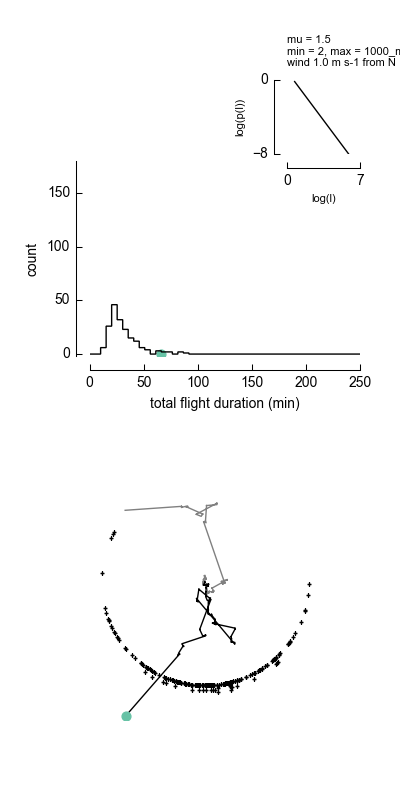 mu = 1.5
min = 2, max = 1000_m
wind 1.0 m s-1 from N
0
−8
log(p(l))
0 7
log(l)
150
100
50
0
count
0 50 100 150 200 250
total flight duration (min)